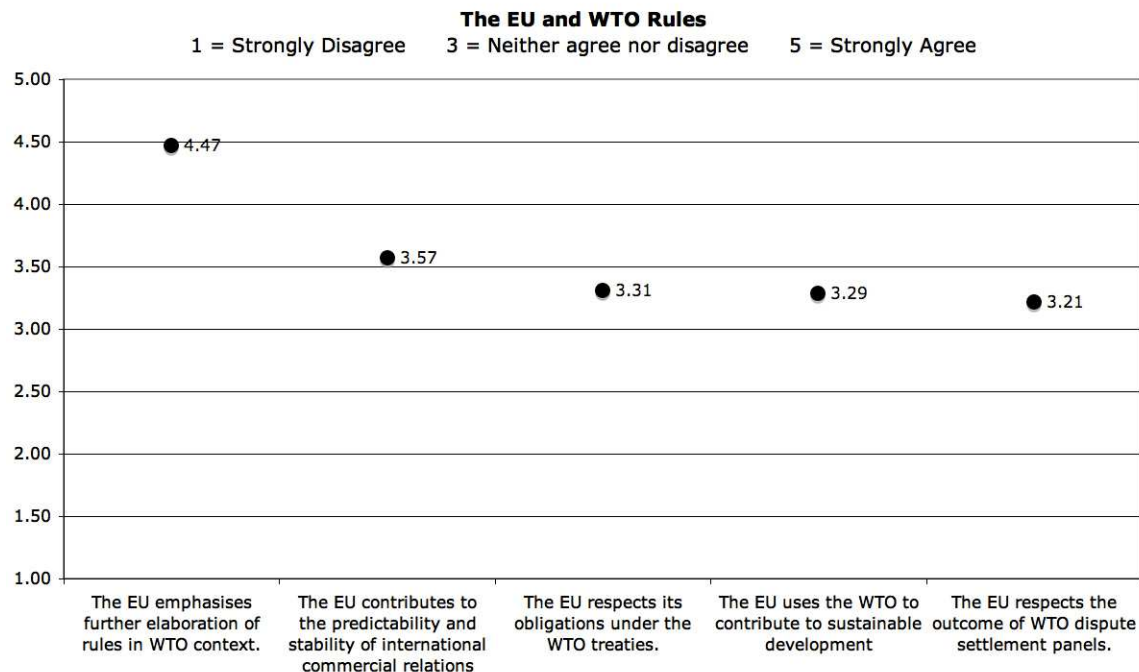 The EU and WTO Rules
1 = Strongly Disagree 3 = Neither agree nor disagree 5 = Strongly Agree
5.00
4.50
4.47
4.00
3.57
3.50
3.31
3.29
3.21
3.00
2.50
2.00
1.50
1.00
The EU emphasises
further elaboration of
rules in WTO context.
The EU contributes to
the predictability and
stability of international
commercial relations
The EU respects its
obligations under the
WTO treaties.
The EU uses the WTO to
contribute to sustainable
development
The EU respects the
outcome of WTO dispute
settlement panels.